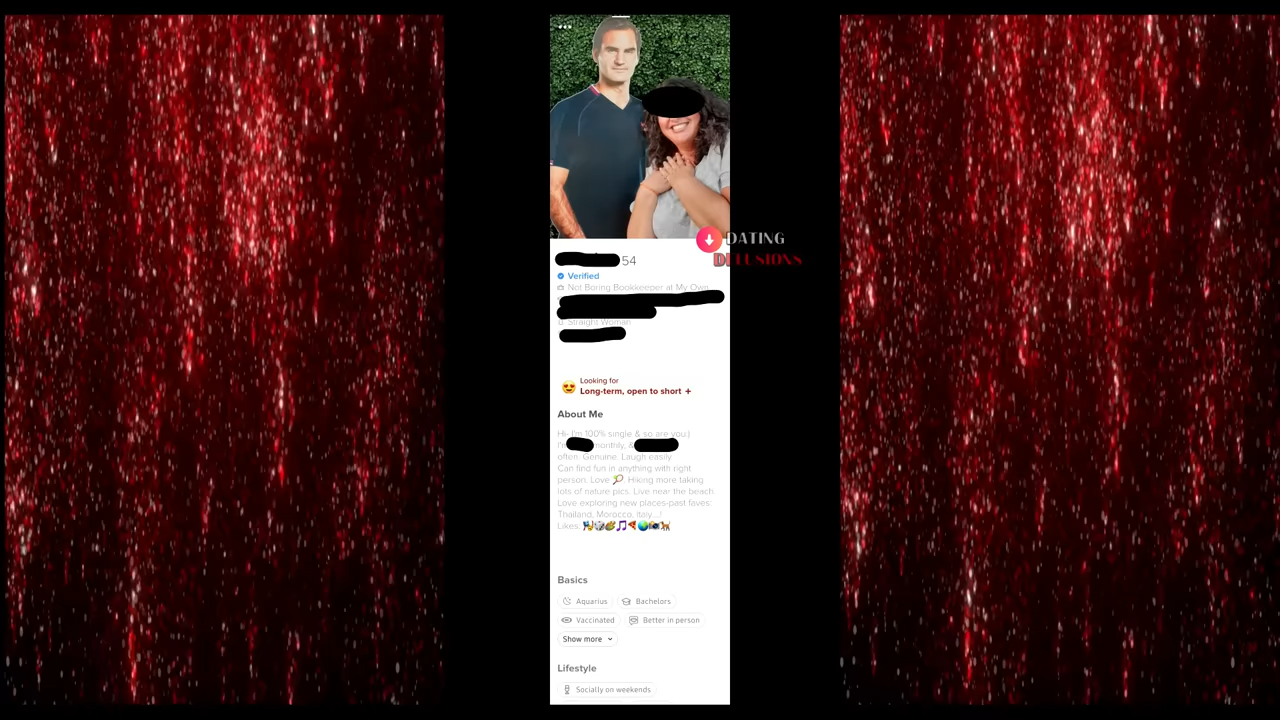 DATING
DELUSIONS
54
Verified
Not Boring Bookkeeper at My Own
Straight Woman
Looking for
Long-term, open to short +
About Me
Hi- I'm 100% single & so are you:)
I'm monthly, &
often. Genuine. Laugh easily
Can find fun in anything with right
person. Love 🎾. Hiking more taking
lots of nature pics. Live near the beach.
Love exploring new places-past faves:
Thailand, Morocco, Italy...!
Likes:
Basics
Aquarius
Bachelors
Vaccinated
Better in person
Show more
Lifestyle
Socially on weekends